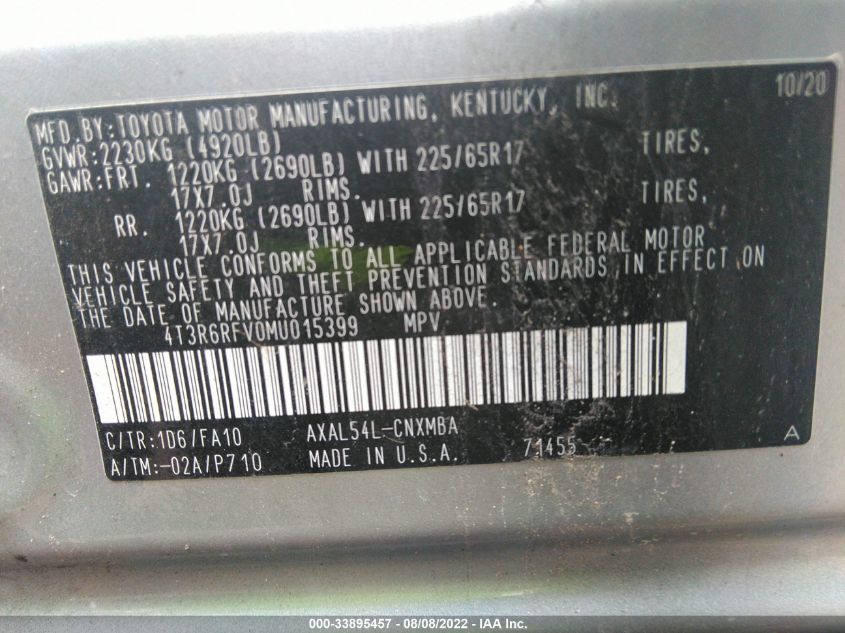 10/20
MFD.BY:TOYOTA MOTOR MANUFACTURING, KENTUCKY, INC.
GVWR:2230KG (4920LB)
GAWR:FRT. 1220KG (2690LB) WITH 225/65R17 TIRES,
17X7.0J RIMS.
RR. 1220KG (2690LB) WITH 225/65R17 TIRES,
17X7.0J RIMS.
THIS VEHICLE CONFORMS TO ALL APPLICABLE FEDERAL MOTOR
VEHICLE SAFETY AND THEFT PREVENTION STANDARDS IN EFFECT ON
THE DATE OF MANUFACTURE SHOWN ABOVE.
4T3R6RFV0MU015399 MPV
C/TR:1D6/FA10 AXAL54L-CNXMBA
A/TM:-02A/P710 MADE IN U.S.A. 71455 A
000-33895457 - 08/08/2022 - IAA Inc.